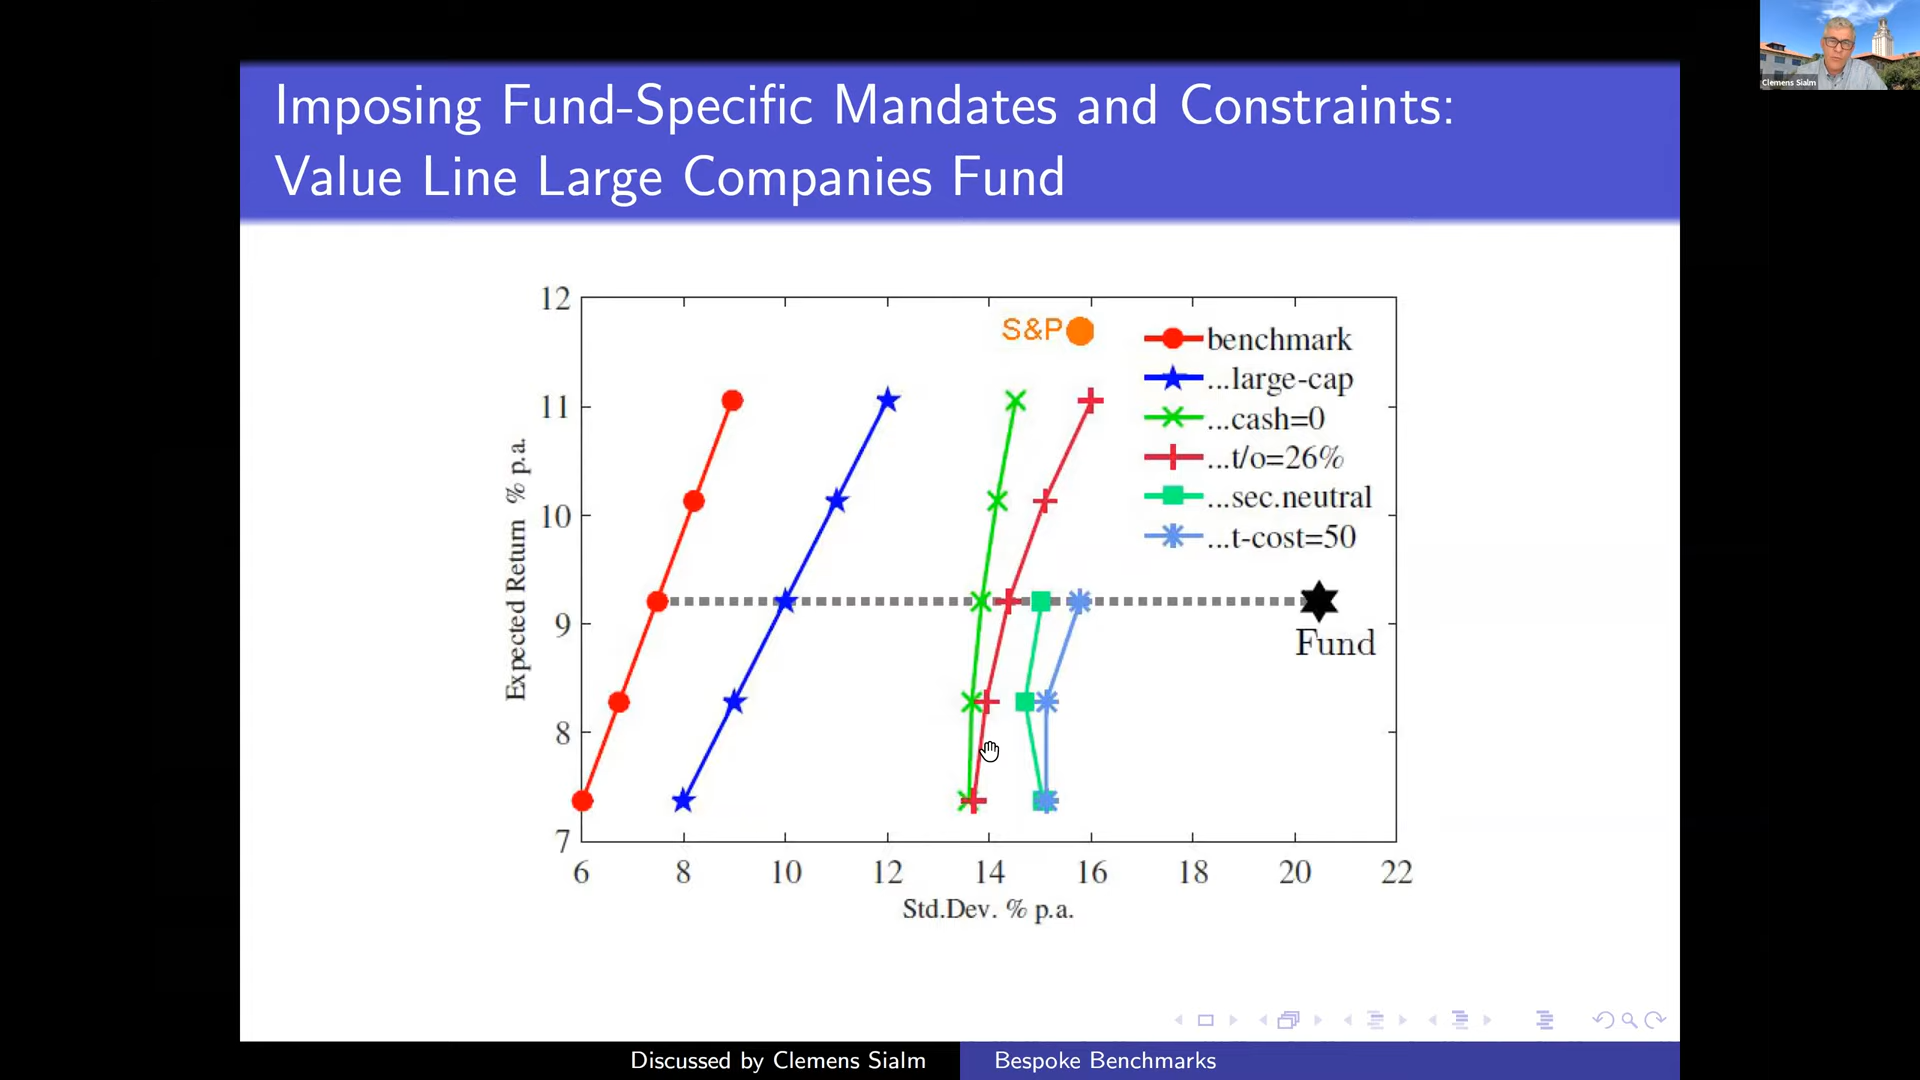 Clemens Sialm
Imposing Fund-Specific Mandates and Constraints:
Value Line Large Companies Fund
12
11
10
9
8
7
Expected Return % p.a.
S&P
benchmark
...large-cap
...cash=0
...t/o=26%
...sec.neutral
...t-cost=50
Fund
6 8 10 12 14 16 18 20 22
Std.Dev. % p.a.
Discussed by Clemens Sialm
Bespoke Benchmarks